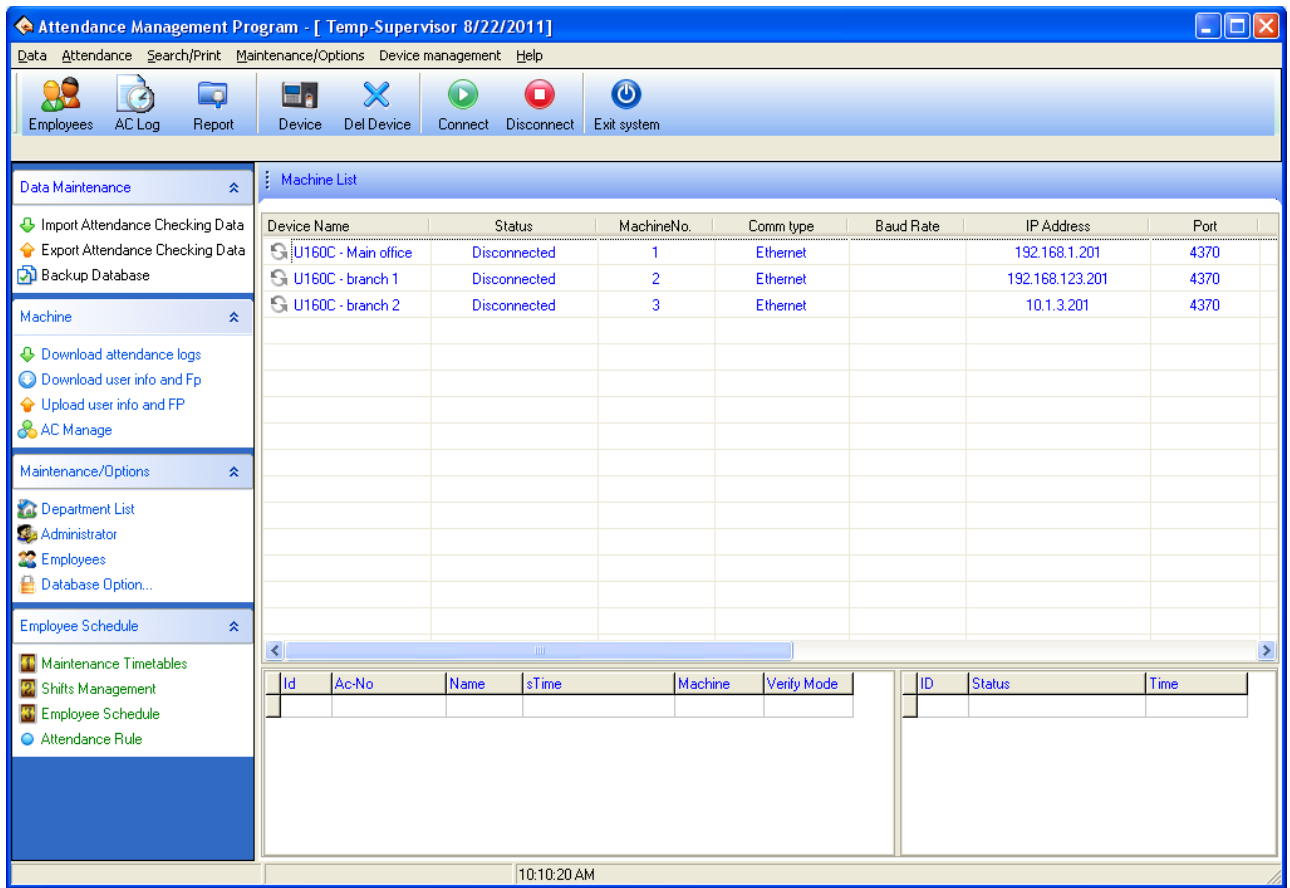 Attendance Management Program - [ Temp-Supervisor 8/22/2011]
Data Attendance Search/Print Maintenance/Options Device management Help
Employees AC Log Report Device Del Device Connect Disconnect Exit system
Data Maintenance
Import Attendance Checking Data
Export Attendance Checking Data
Backup Database
Machine
Download attendance logs
Download user info and Fp
Upload user info and FP
AC Manage
Maintenance/Options
Department List
Administrator
Employees
Database Option...
Employee Schedule
Maintenance Timetables
Shifts Management
Employee Schedule
Attendance Rule
Machine List
Device Name Status MachineNo. Comm type Baud Rate IP Address Port
U160C - Main office Disconnected 1 Ethernet 192.168.1.201 4370
U160C - branch 1 Disconnected 2 Ethernet 192.168.123.201 4370
U160C - branch 2 Disconnected 3 Ethernet 10.1.3.201 4370
Id Ac-No Name sTime Machine Verify Mode
ID Status Time
10:10:20 AM